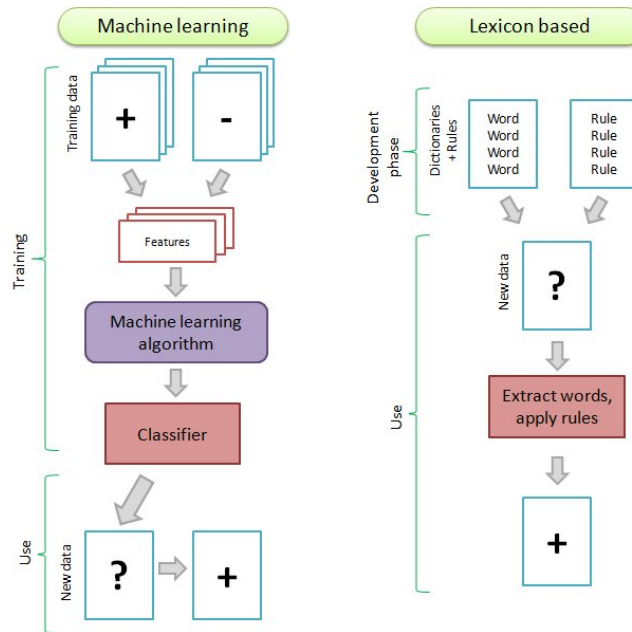 Machine learning
Training
Training data
+
-
Features
Machine learning
algorithm
Classifier
Use
New data
?
+
Lexicon based
Development
phase
Dictionaries
+ Rules
Word
Word
Word
Word
Rule
Rule
Rule
Rule
Use
New data
?
Extract words,
apply rules
+